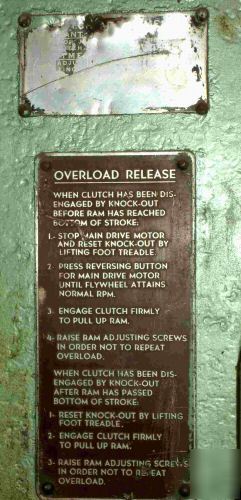 ANT
TME
ADJU
OVERLOAD RELEASE
WHEN CLUTCH HAS BEEN DIS-
ENGAGED BY KNOCK-OUT
BEFORE RAM HAS REACHED
BOTTOM OF STROKE:
1- STOP MAIN DRIVE MOTOR
AND RESET KNOCK-OUT BY
LIFTING FOOT TREADLE.
2- PRESS REVERSING BUTTON
FOR MAIN DRIVE MOTOR
UNTIL FLYWHEEL ATTAINS
NORMAL RPM.
3- ENGAGE CLUTCH FIRMLY
TO PULL UP RAM.
4- RAISE RAM ADJUSTING SCREWS
IN ORDER NOT TO REPEAT
OVERLOAD.
WHEN CLUTCH HAS BEEN DIS-
ENGAGED BY KNOCK-OUT
AFTER RAM HAS PASSED
BOTTOM OF STROKE:
1- RESET KNOCK-OUT BY LIFTING
FOOT TREADLE.
2- ENGAGE CLUTCH FIRMLY
TO PULL UP RAM.
3- RAISE RAM ADJUSTING SCREWS
IN ORDER NOT TO REPEAT
OVERLOAD.